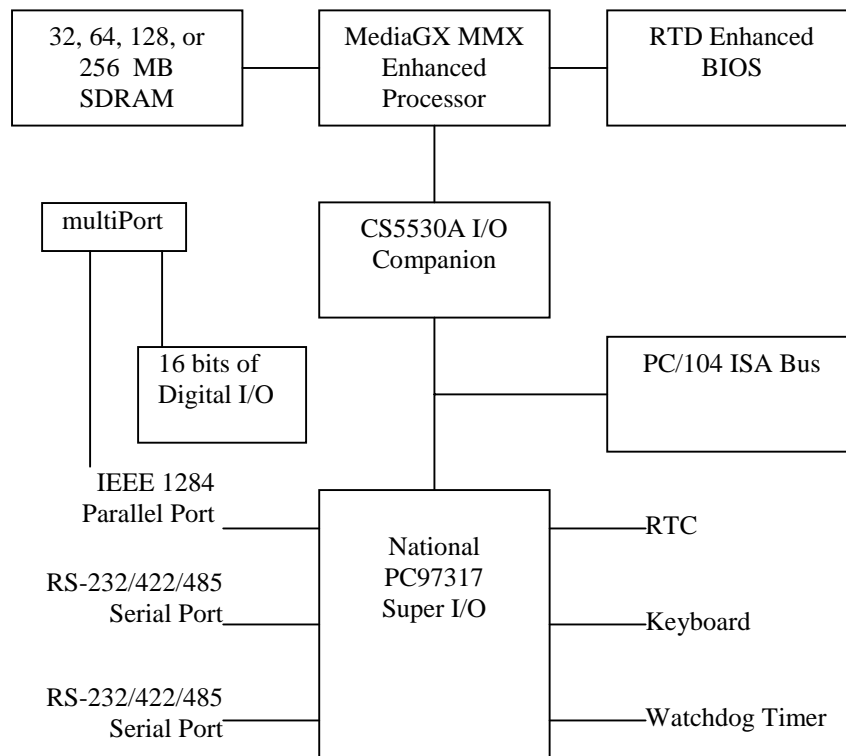 32, 64, 128, or
256 MB
SDRAM
MediaGX MMX
Enhanced
Processor
RTD Enhanced
BIOS
multiPort
CS5530A I/O
Companion
16 bits of
Digital I/O
PC/104 ISA Bus
IEEE 1284
Parallel Port
RS-232/422/485
Serial Port
RS-232/422/485
Serial Port
National
PC97317
Super I/O
RTC
Keyboard
Watchdog Timer